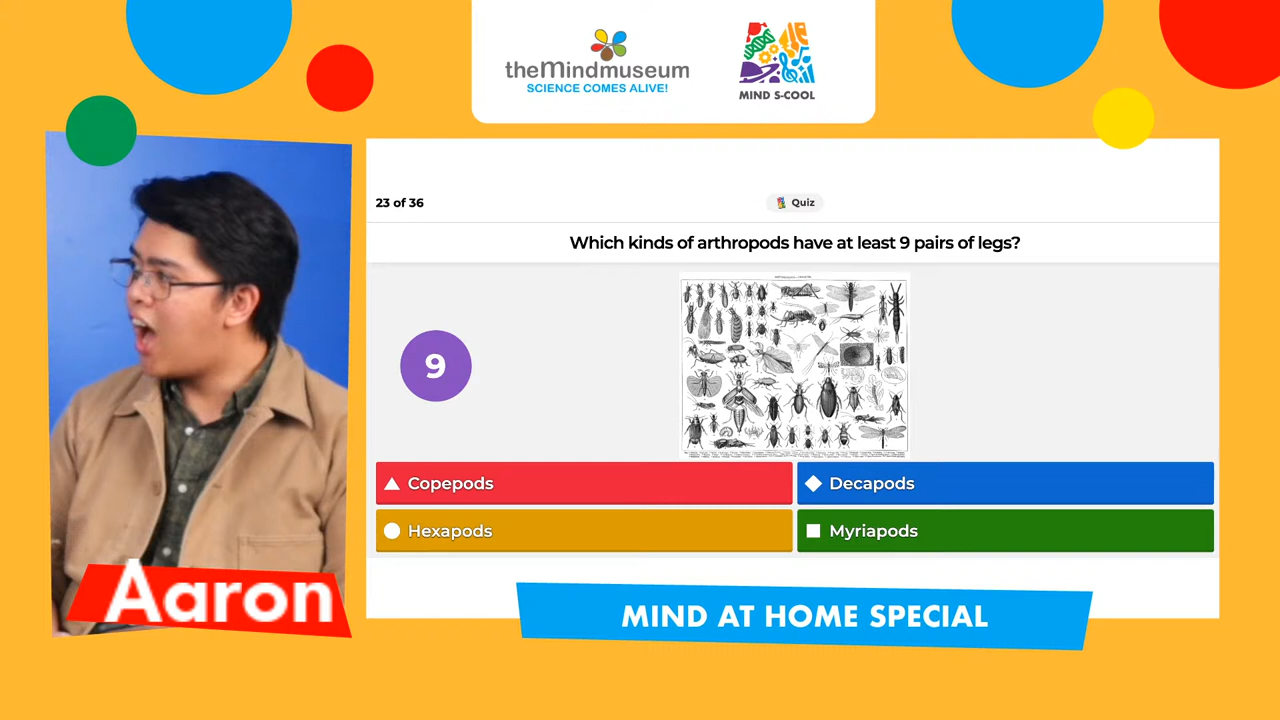 theMindmuseum
SCIENCE COMES ALIVE!
MIND S-COOL
23 of 36
Quiz
Which kinds of arthropods have at least 9 pairs of legs?
9
Copepods
Decapods
Hexapods
Myriapods
Aaron
MIND AT HOME SPECIAL